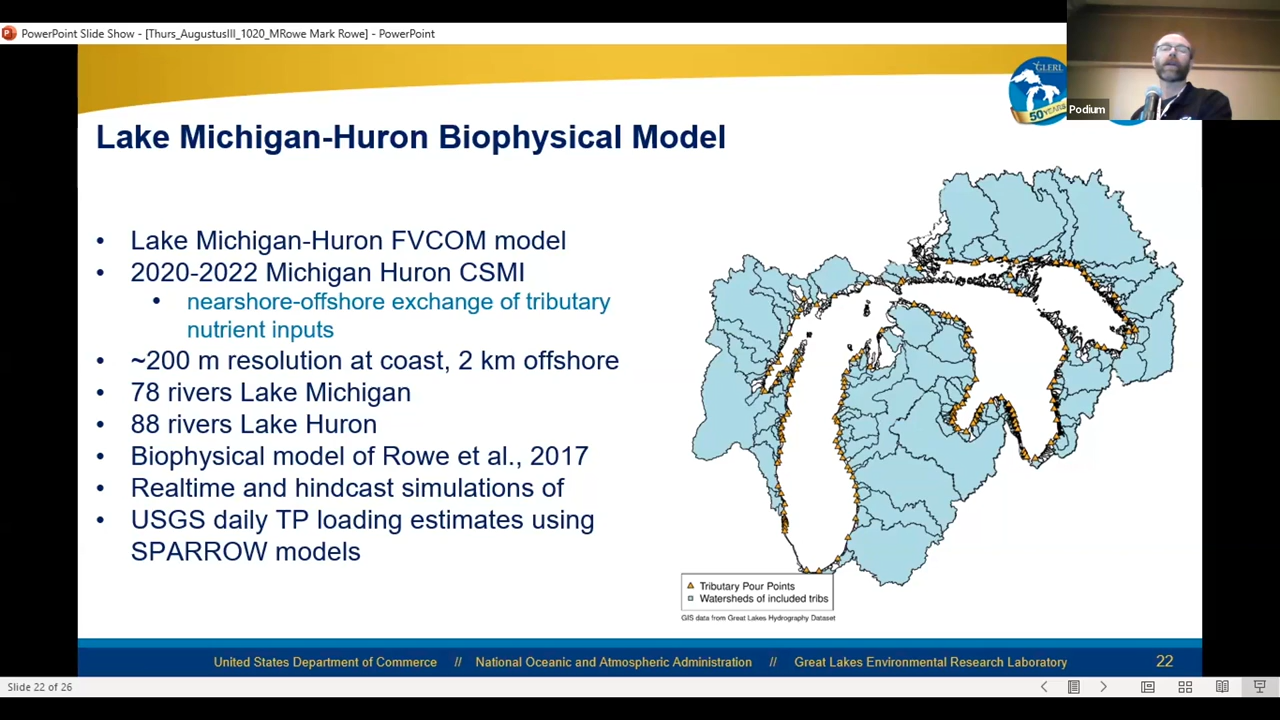 PowerPoint Slide Show - [Thurs_AugustusIII_1020_MRowe Mark Rowe] - PowerPoint
GLERL
50 YEARS
Podium
Lake Michigan-Huron Biophysical Model
• Lake Michigan-Huron FVCOM model
• 2020-2022 Michigan Huron CSMI
• nearshore-offshore exchange of tributary
nutrient inputs
• ~200 m resolution at coast, 2 km offshore
• 78 rivers Lake Michigan
• 88 rivers Lake Huron
• Biophysical model of Rowe et al., 2017
• Realtime and hindcast simulations of
• USGS daily TP loading estimates using
SPARROW models
Tributary Pour Points
Watersheds of included tribs
GIS data from Great Lakes Hydrography Dataset
United States Department of Commerce // National Oceanic and Atmospheric Administration // Great Lakes Environmental Research Laboratory 22
Slide 22 of 26